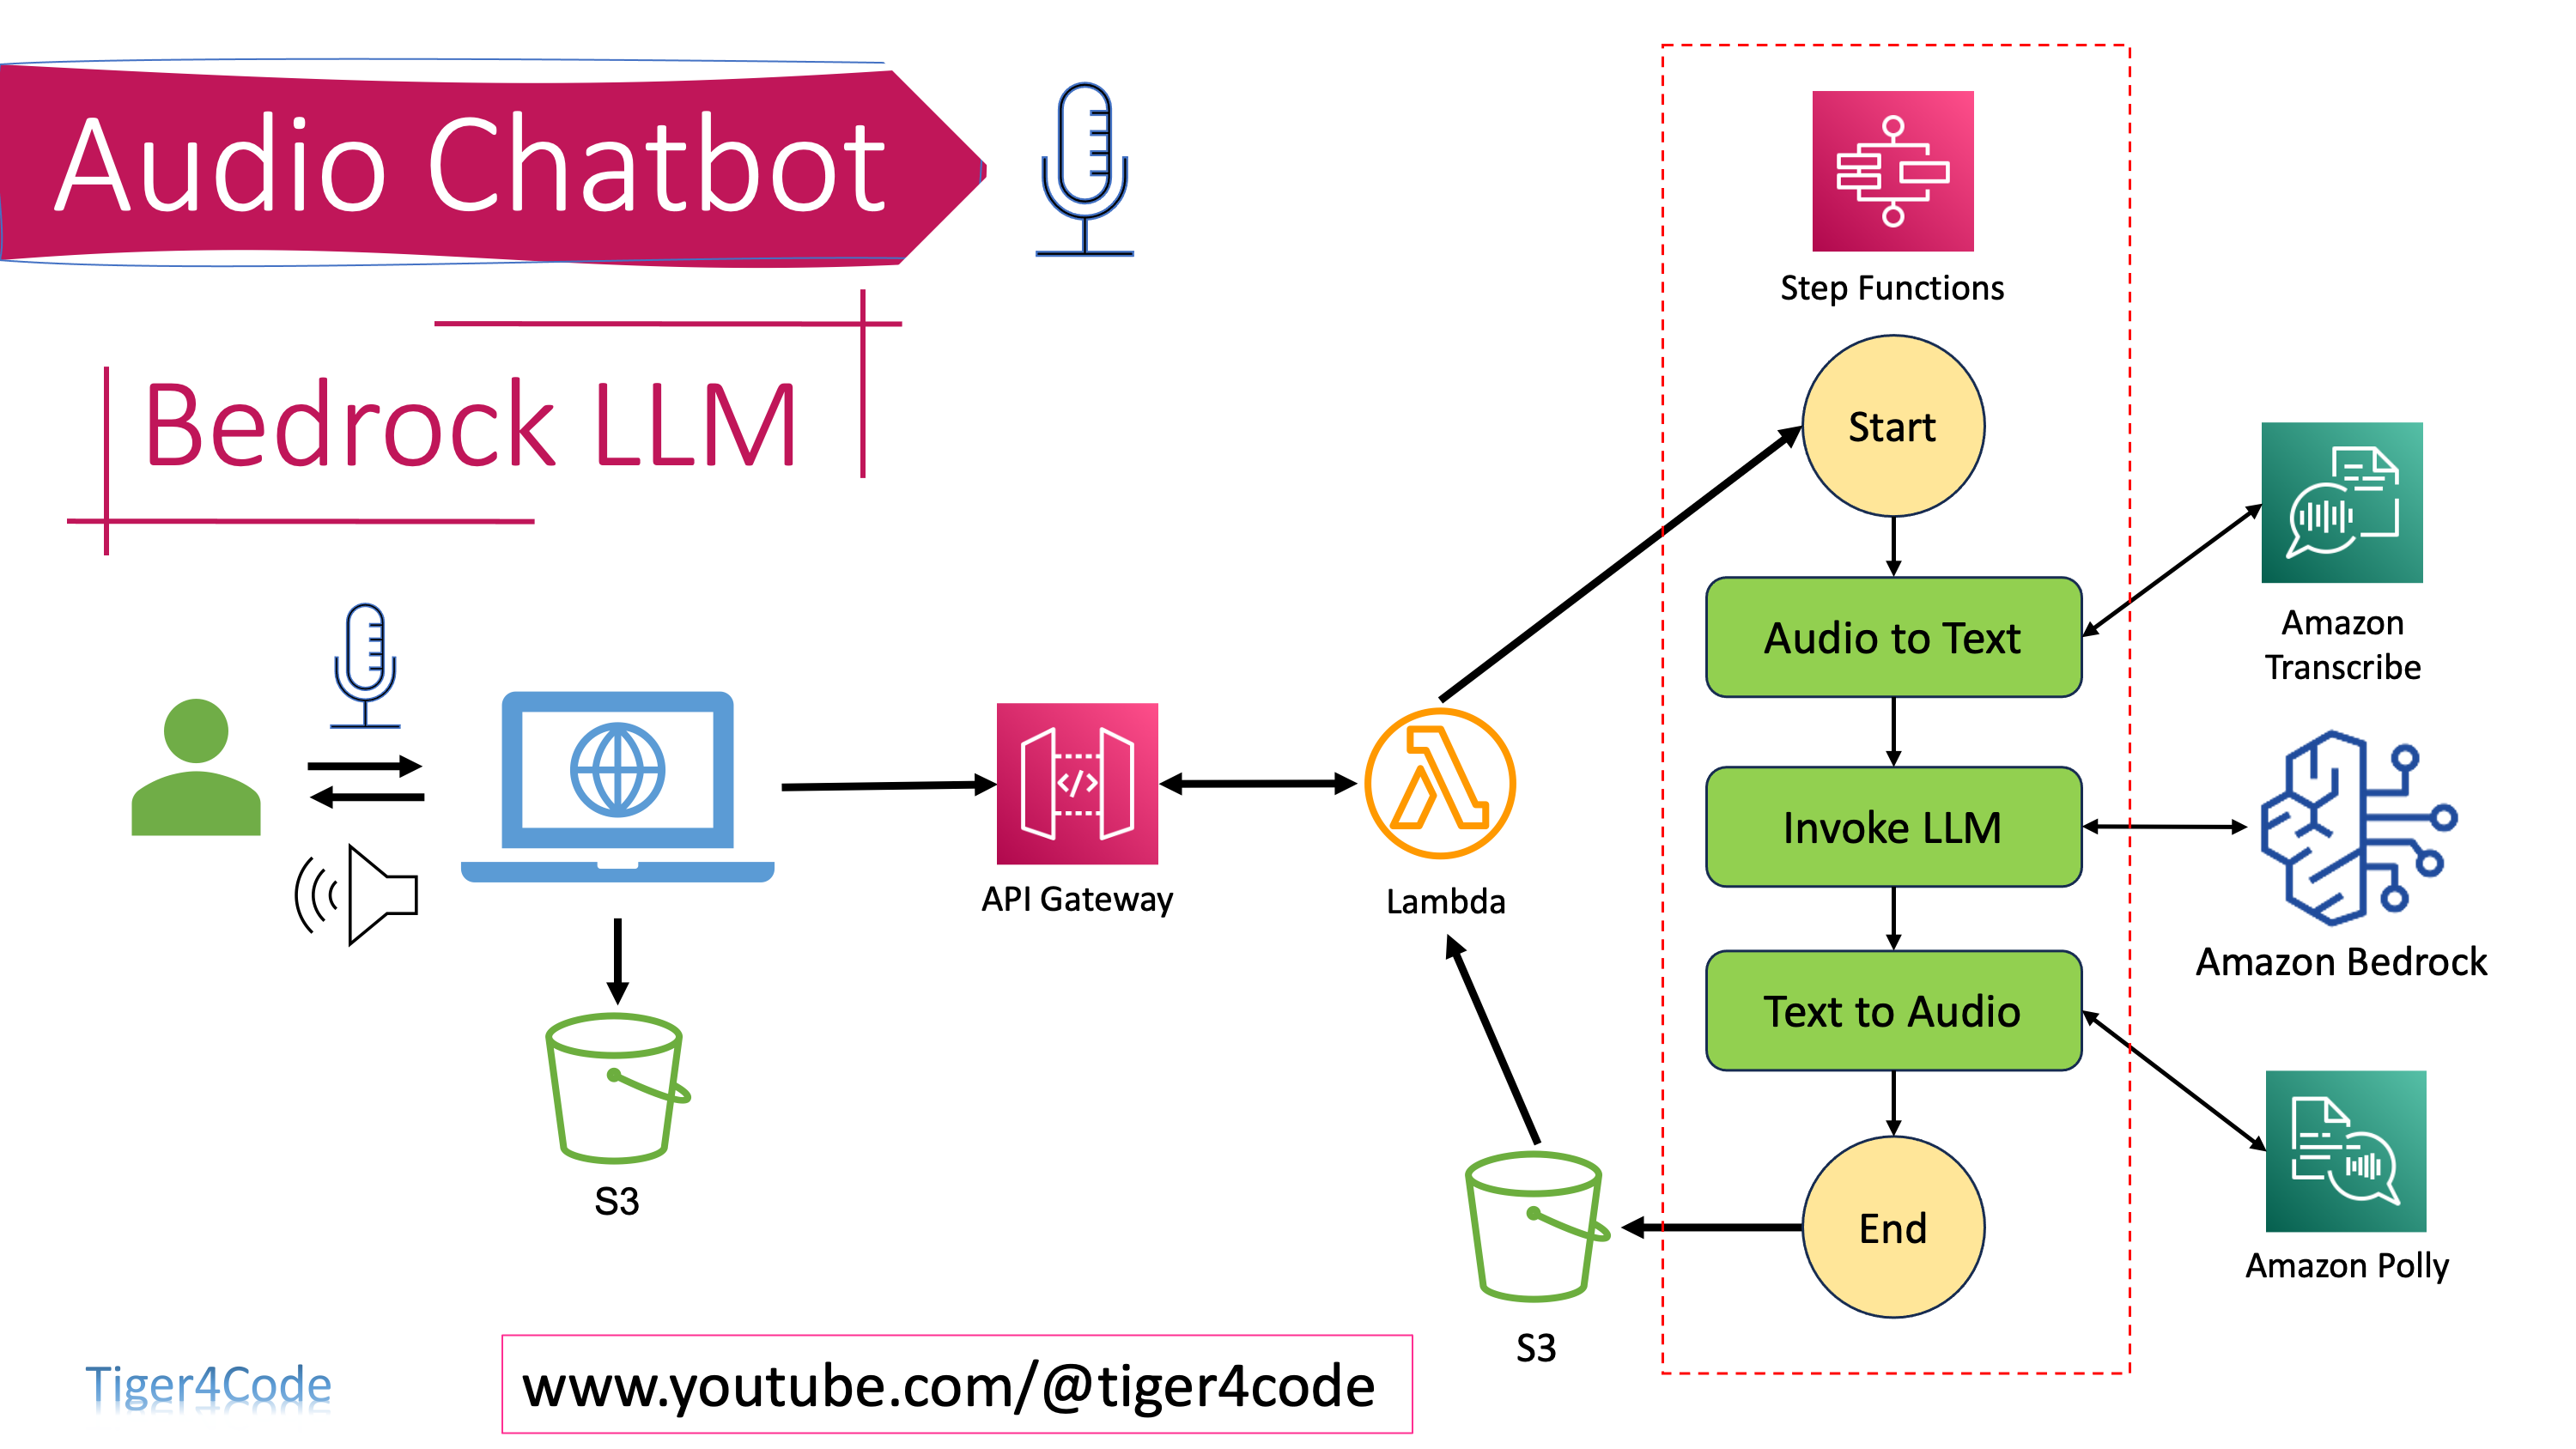 Audio Chatbot
Bedrock LLM
Step Functions
Start
Audio to Text
Amazon
Transcribe
Invoke LLM
</>
API Gateway
Lambda
Amazon Bedrock
Text to Audio
S3
End
Amazon Polly
S3
Tiger4Code
www.youtube.com/@tiger4code